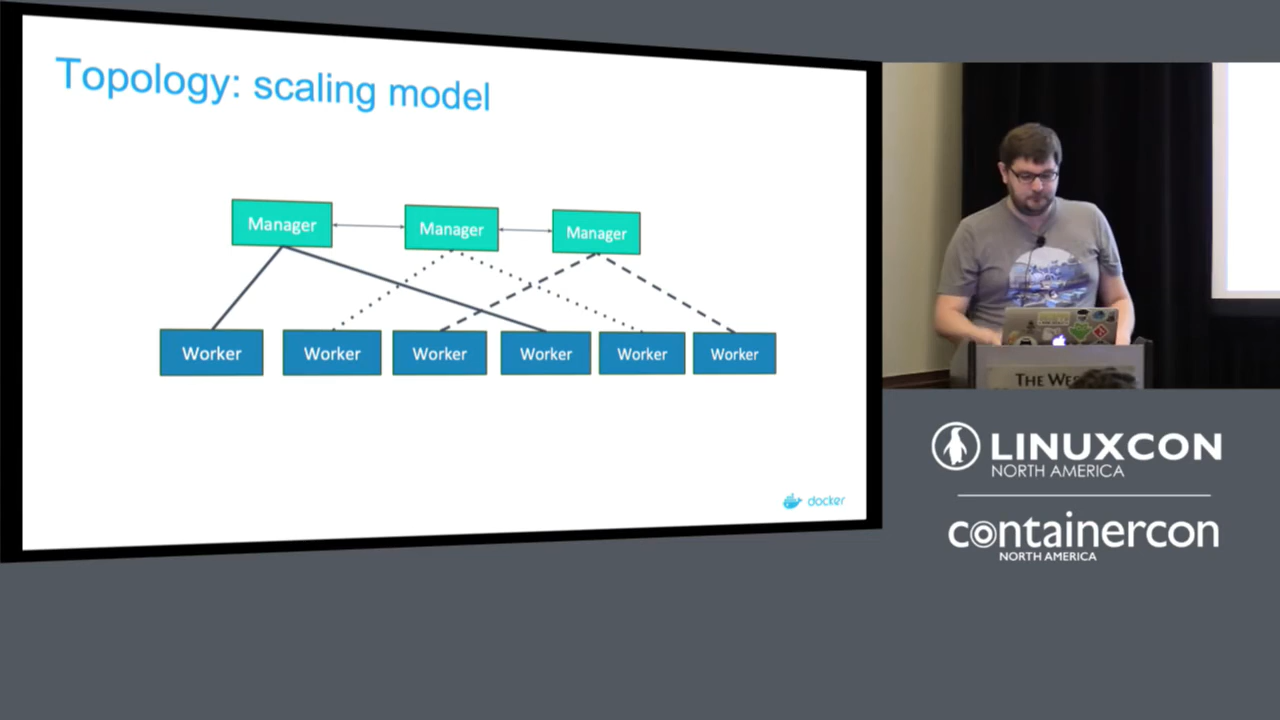 Topology: scaling model
Manager
Manager
Manager
Worker
Worker
Worker
Worker
Worker
Worker
docker
LINUXCON
NORTH AMERICA
containercon
NORTH AMERICA